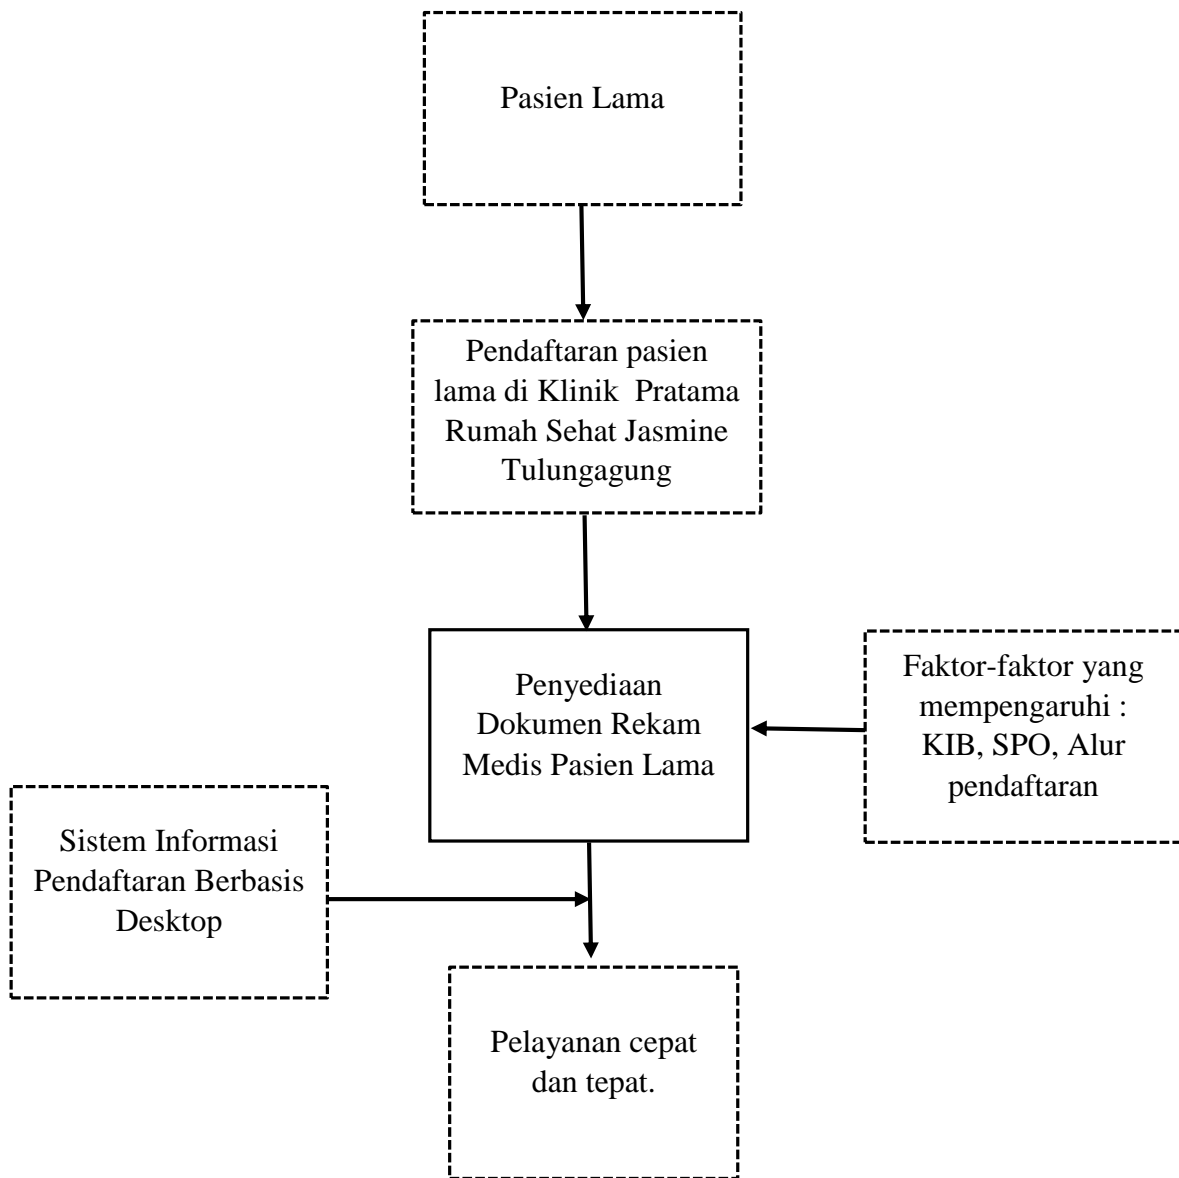 Pasien Lama
Pendaftaran pasien
lama di Klinik Pratama
Rumah Sehat Jasmine
Tulungagung
Penyediaan
Dokumen Rekam
Medis Pasien Lama
Faktor-faktor yang
mempengaruhi :
KIB, SPO, Alur
pendaftaran
Sistem Informasi
Pendaftaran Berbasis
Desktop
Pelayanan cepat
dan tepat.